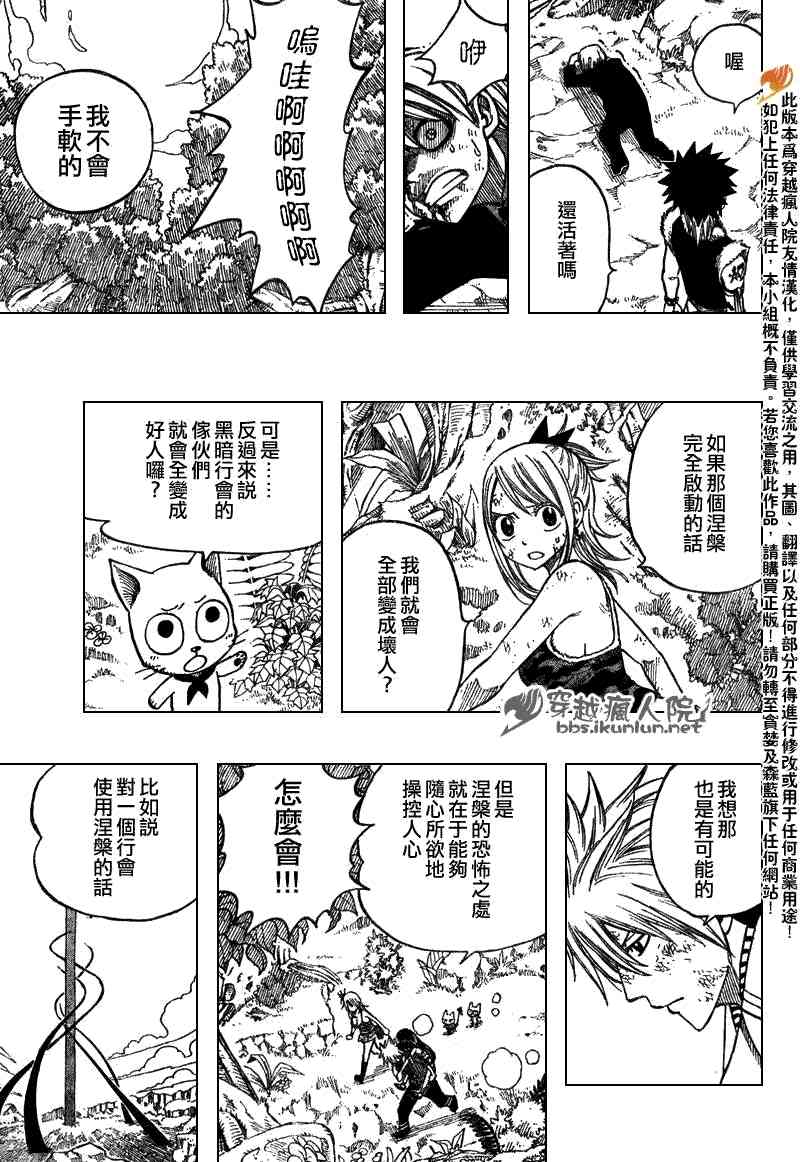 喔
還活著嗎
咿
嗚哇啊啊啊啊啊
我不會
手軟的
如果那個涅槃
完全啟動的話
我們就會
全部變成壞人？
可是……
反過來說
黑暗行會的
傢伙們
就會全變成
好人囉？
我想那
也是有可能的
但是
涅槃的恐怖之處
就在于能夠
隨心所欲地
操控人心
怎麼會!!!
比如說
對一個行會
使用涅槃的話
穿越瘋人院
bbs.ikunlun.net
此版本爲穿越瘋人院友情漢化，僅供學習交流之用，其圖、翻譯以及任何部分不得進行修改或用于任何商業用途！
如犯上任何法律責任，本小組概不負責。若您喜歡此作品，請購買正版！請勿轉至貪婪及森藍旗下任何網站！